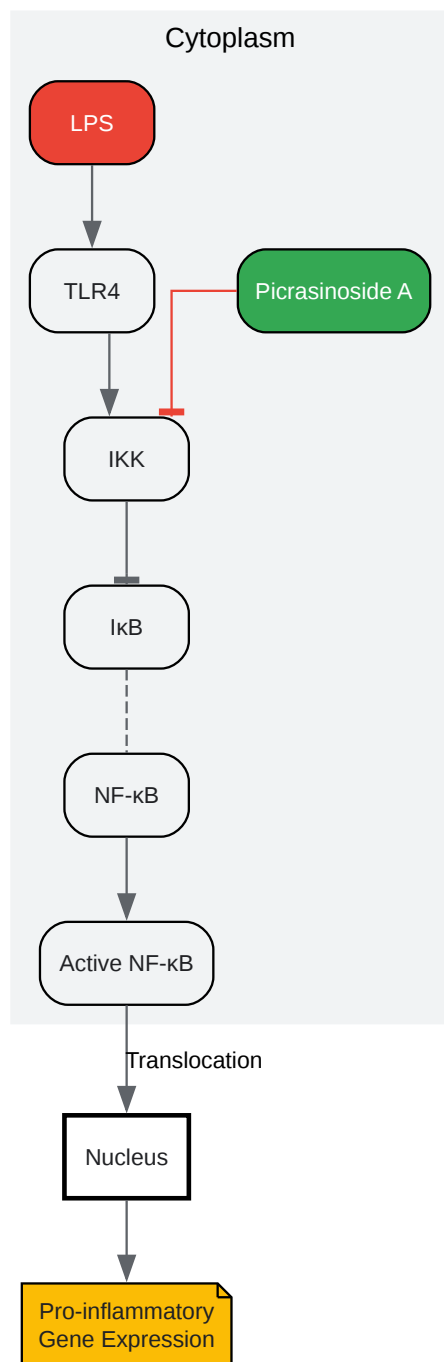 Cytoplasm
LPS
TLR4
Picrasinoside A
IKK
IκB
NF-κB
Active NF-κB
Translocation
Nucleus
Pro-inflammatory
Gene Expression